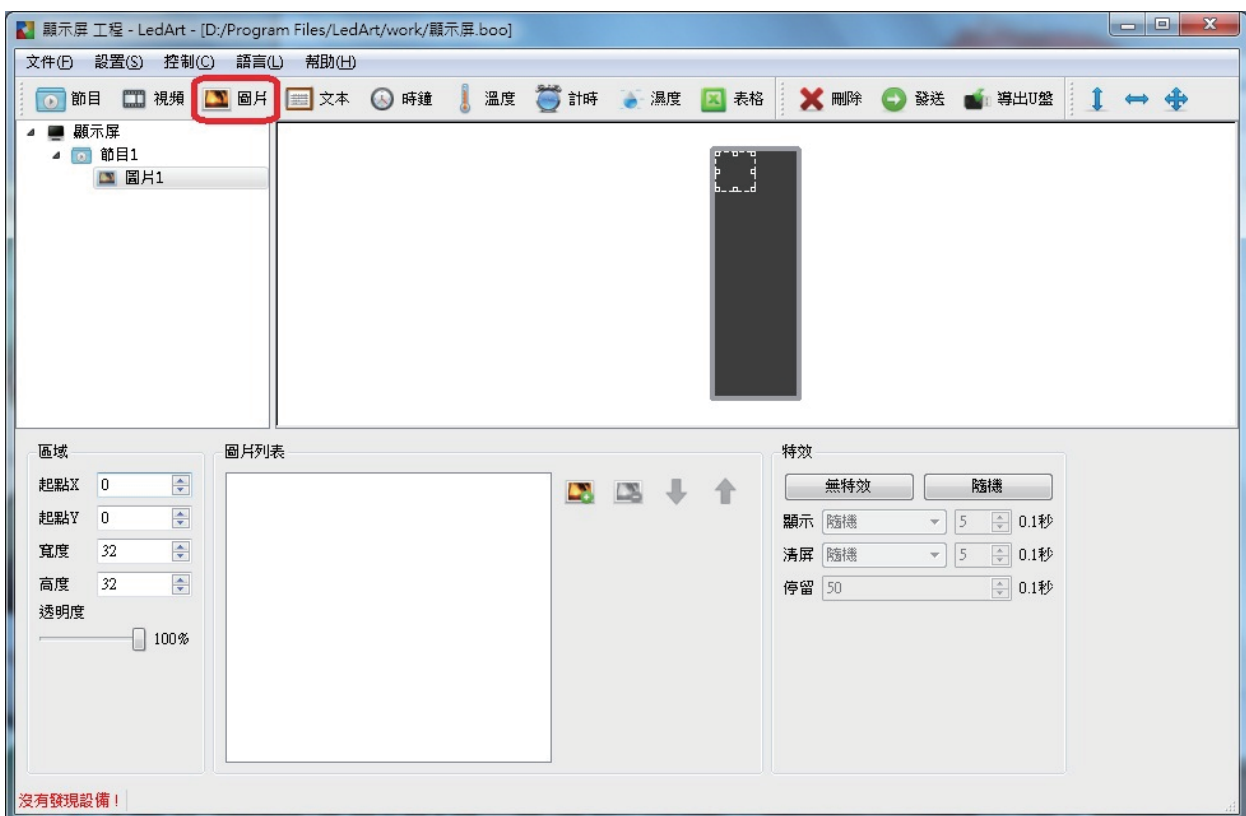 顯示屏 工程 - LedArt - [D:/Program Files/LedArt/work/顯示屏.boo]
文件(F) 設置(S) 控制(C) 語言(L) 幫助(H)
節目 視頻 圖片 文本 時鐘 溫度 計時 濕度 表格 刪除 發送 導出U盤
顯示屏
節目1
圖片1
區域
起點X 0
起點Y 0
寬度 32
高度 32
透明度
100%
圖片列表
特效
無特效 隨機
顯示 隨機 5 0.1秒
清屏 隨機 5 0.1秒
停留 50 0.1秒
沒有發現設備！